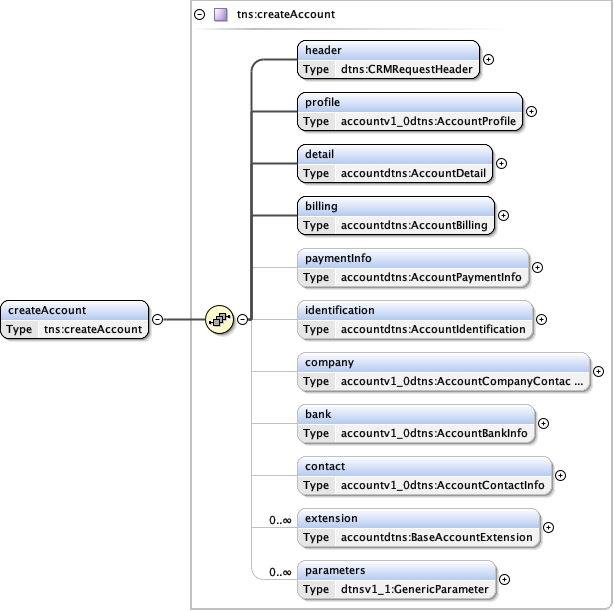 tns:createAccount
header
Type dtns:CRMRequestHeader
profile
Type accountv1_0dtns:AccountProfile
detail
Type accountdtns:AccountDetail
billing
Type accountdtns:AccountBilling
paymentInfo
Type accountdtns:AccountPaymentInfo
createAccount
Type tns:createAccount
identification
Type accountdtns:AccountIdentification
company
Type accountv1_0dtns:AccountCompanyContac ...
bank
Type accountv1_0dtns:AccountBankInfo
contact
Type accountv1_0dtns:AccountContactInfo
0..∞ extension
Type accountdtns:BaseAccountExtension
0..∞ parameters
Type dtnsv1_1:GenericParameter